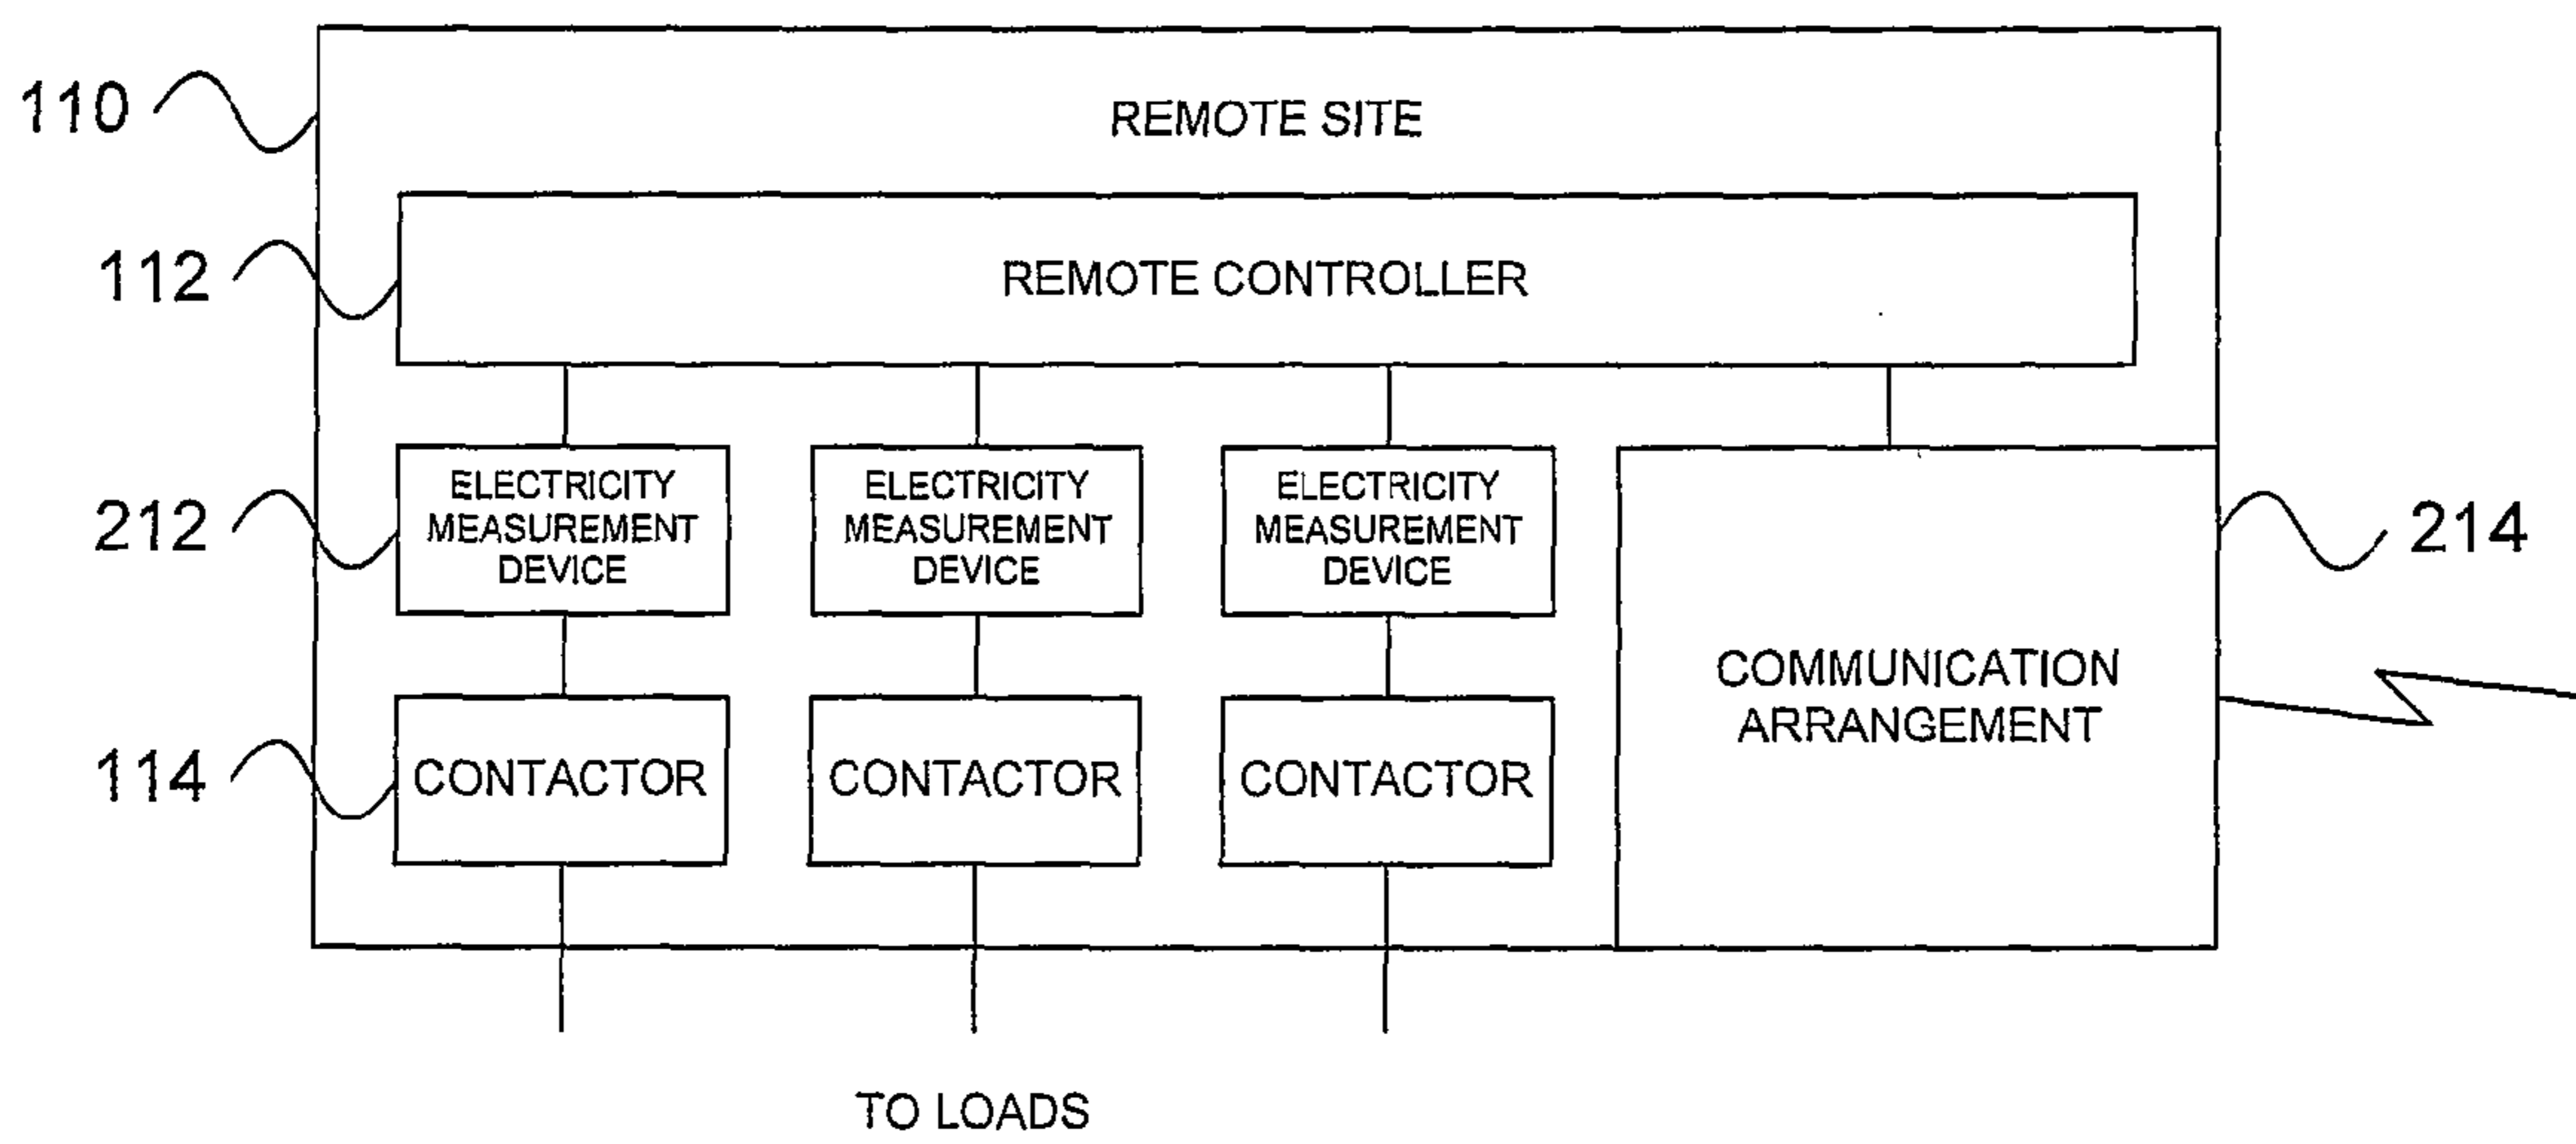 110
REMOTE SITE
112
REMOTE CONTROLLER
212
ELECTRICITY
MEASUREMENT
DEVICE
ELECTRICITY
MEASUREMENT
DEVICE
ELECTRICITY
MEASUREMENT
DEVICE
214
COMMUNICATION
ARRANGEMENT
114
CONTACTOR
CONTACTOR
CONTACTOR
TO LOADS